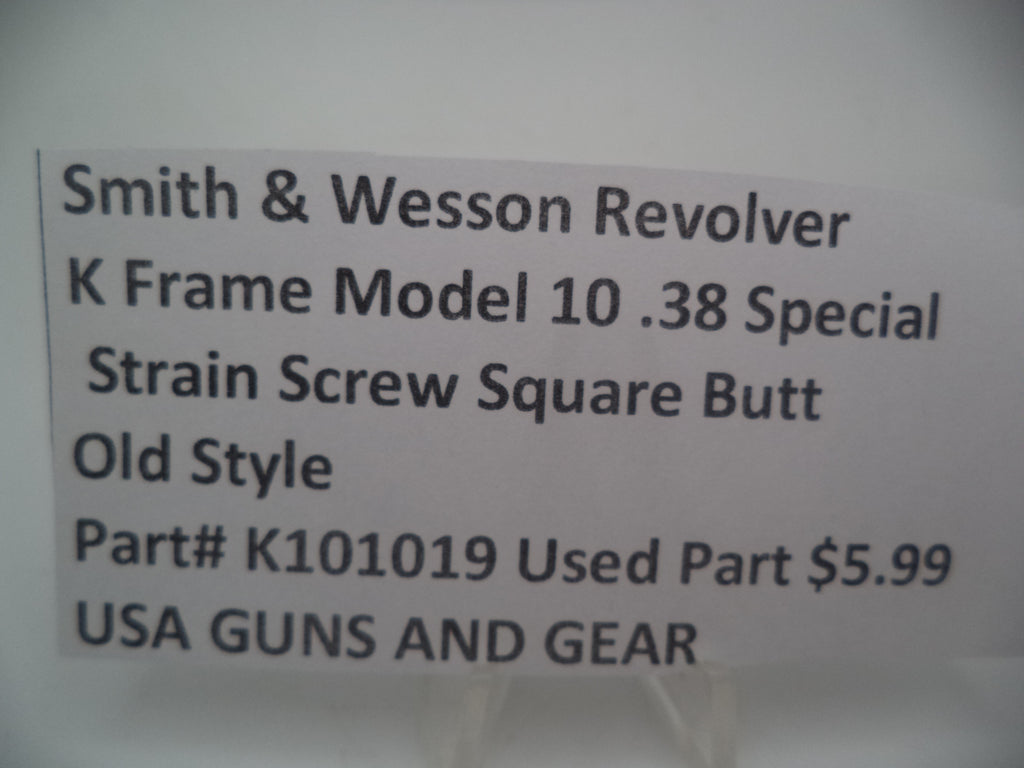 Smith & Wesson Revolver
K Frame Model 10 .38 Special
Strain Screw Square Butt
Old Style
Part# K101019 Used Part $5.99
USA GUNS AND GEAR